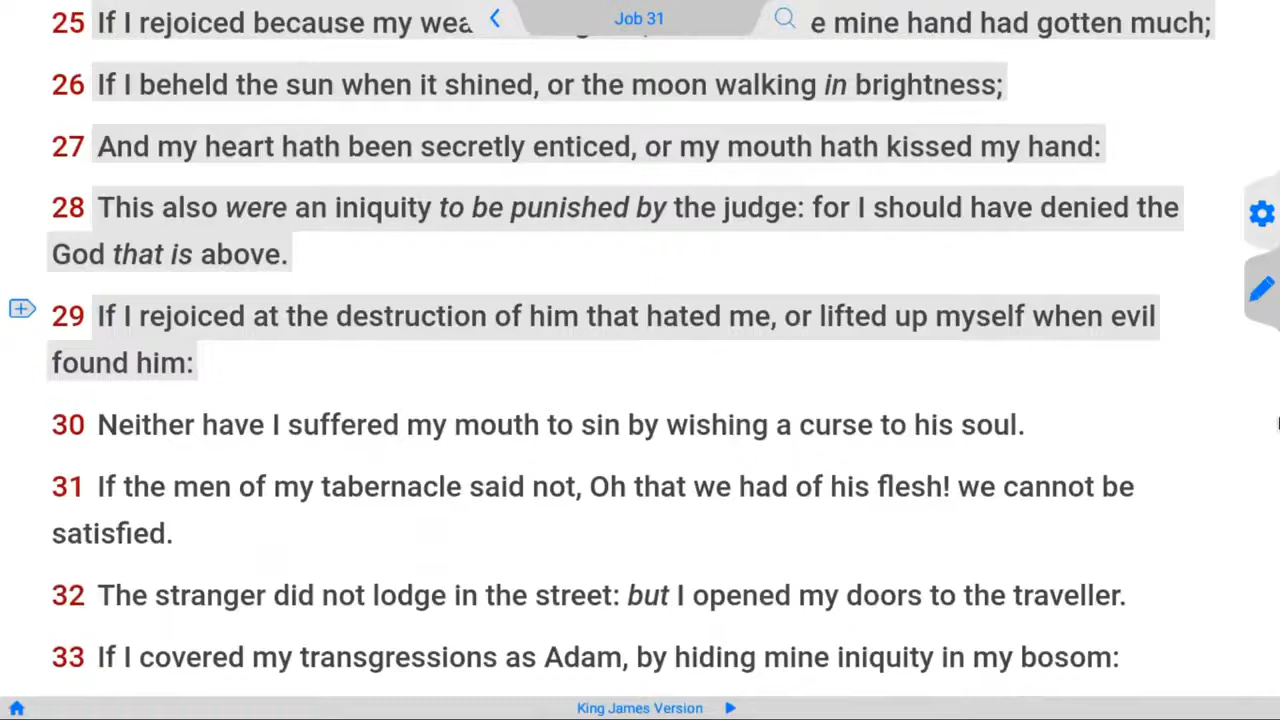 Job 31
25 If I rejoiced because my wea e mine hand had gotten much;
26 If I beheld the sun when it shined, or the moon walking in brightness;
27 And my heart hath been secretly enticed, or my mouth hath kissed my hand:
28 This also were an iniquity to be punished by the judge: for I should have denied the
God that is above.
29 If I rejoiced at the destruction of him that hated me, or lifted up myself when evil
found him:
30 Neither have I suffered my mouth to sin by wishing a curse to his soul.
31 If the men of my tabernacle said not, Oh that we had of his flesh! we cannot be
satisfied.
32 The stranger did not lodge in the street: but I opened my doors to the traveller.
33 If I covered my transgressions as Adam, by hiding mine iniquity in my bosom:
King James Version